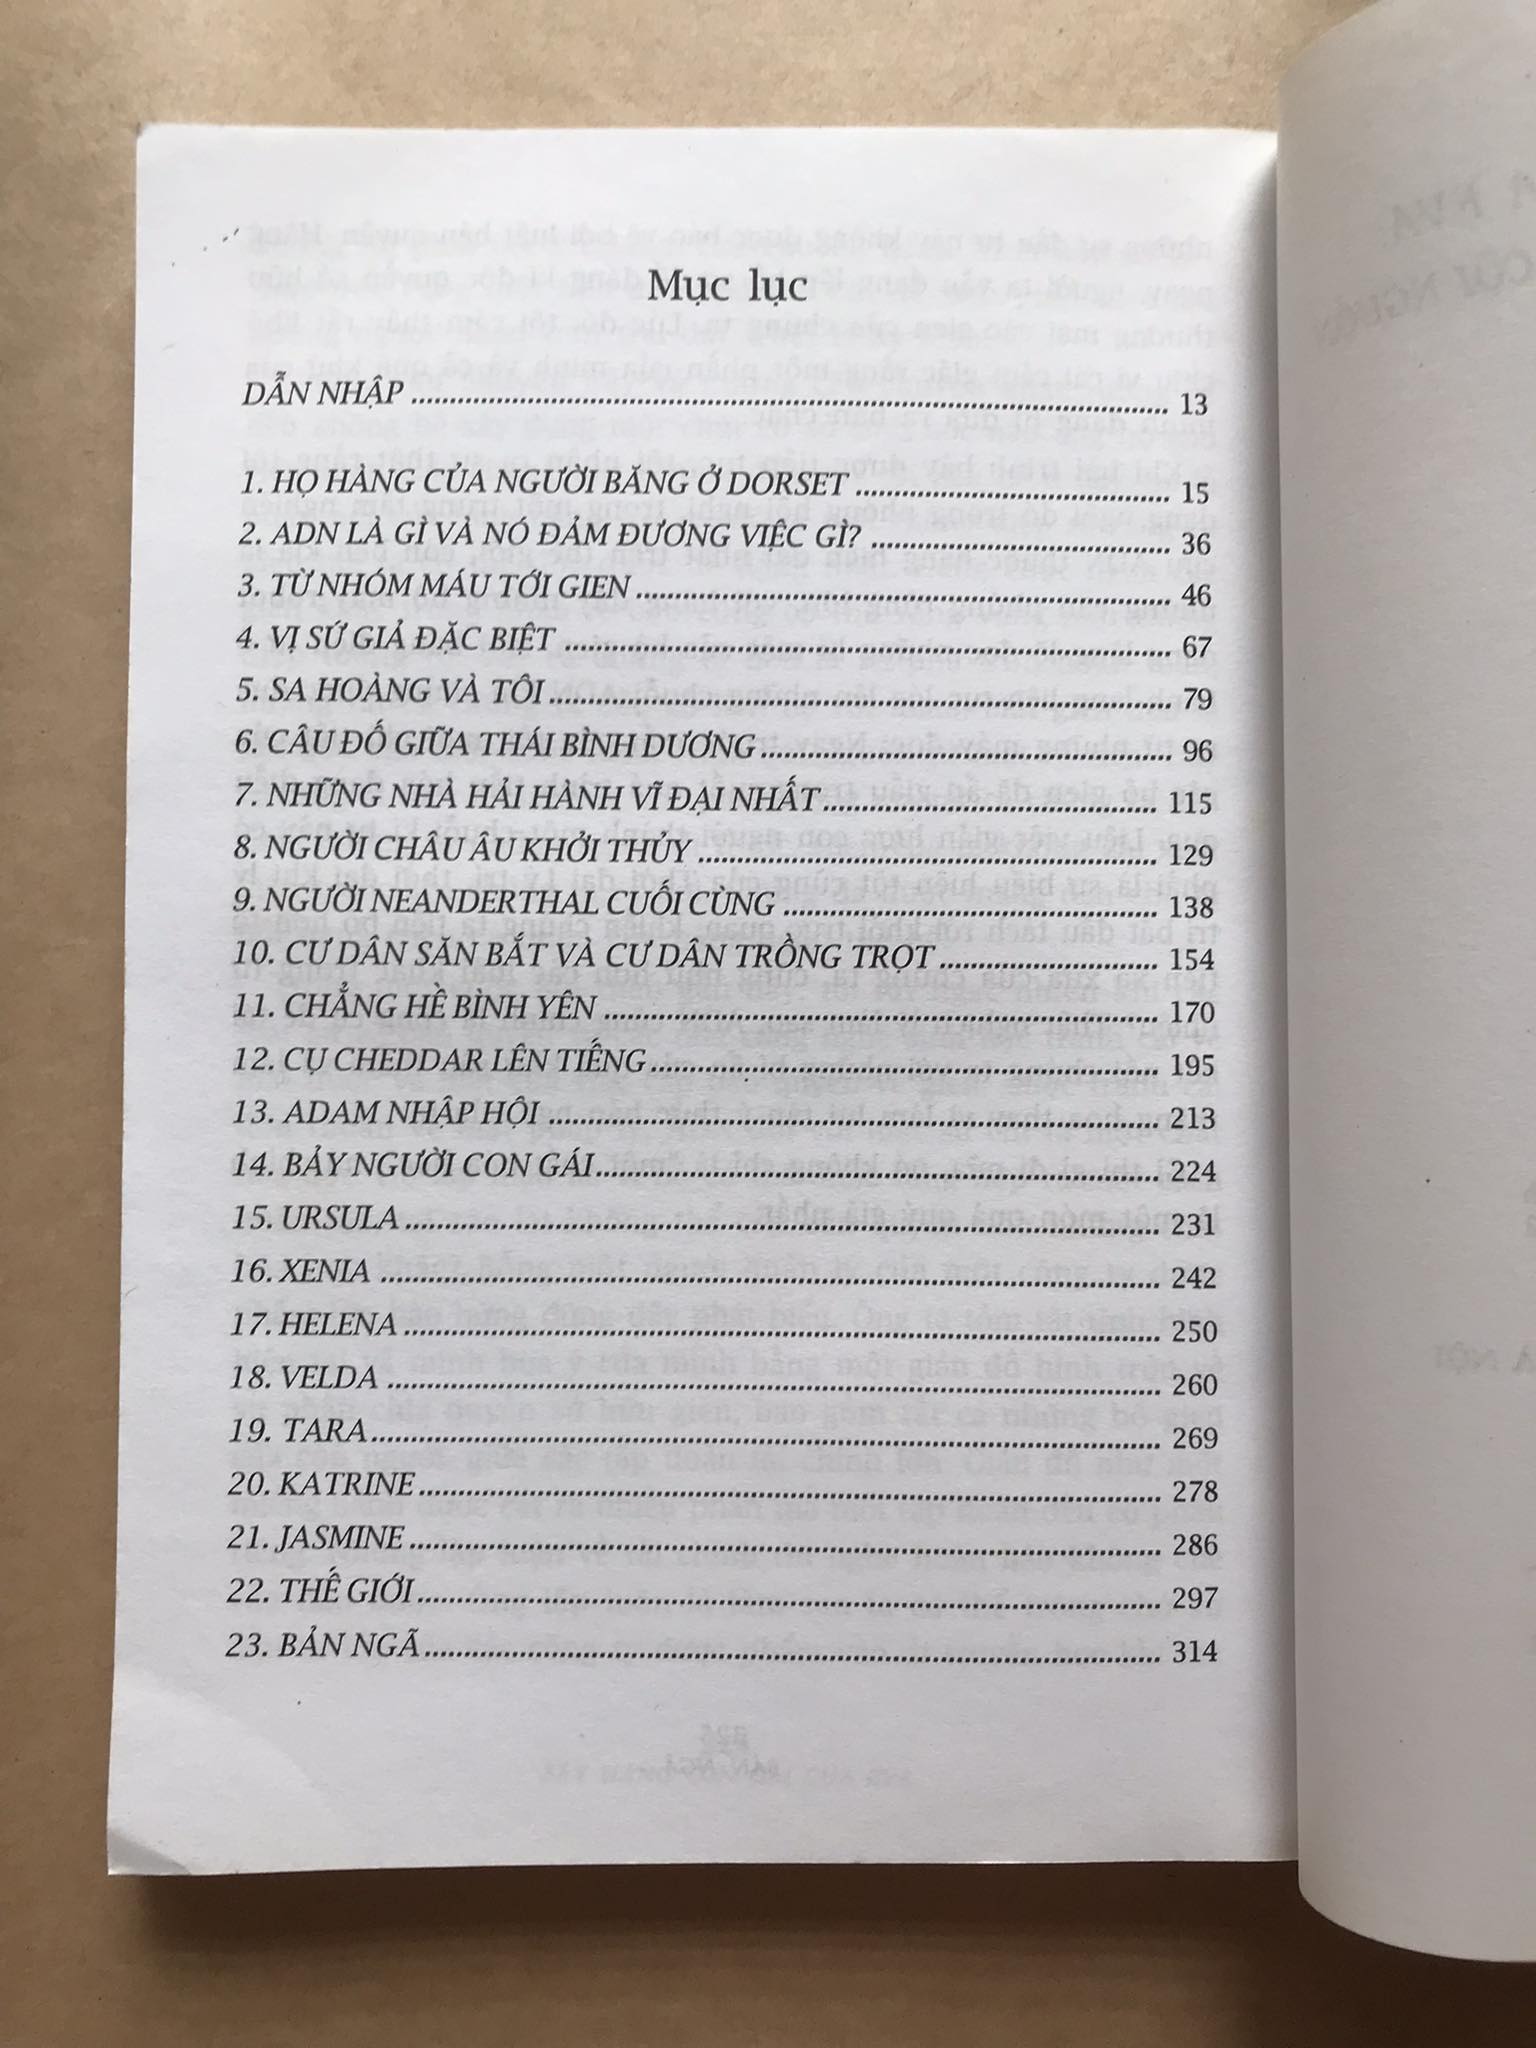 Mục lục
DẪN NHẬP ........................ 13
1. HỌ HÀNG CỦA NGƯỜI BĂNG Ở DORSET ........................ 15
2. ADN LÀ GÌ VÀ NÓ ĐẢM ĐƯƠNG VIỆC GÌ? ........................ 36
3. TỪ NHÓM MÁU TỚI GIEN ........................ 46
4. VỊ SỨ GIẢ ĐẶC BIỆT ........................ 67
5. SA HOÀNG VÀ TÔI ........................ 79
6. CÂU ĐỐ GIỮA THÁI BÌNH DƯƠNG ........................ 96
7. NHỮNG NHÀ HẢI HÀNH VĨ ĐẠI NHẤT ........................ 115
8. NGƯỜI CHÂU ÂU KHỞI THỦY ........................ 129
9. NGƯỜI NEANDERTHAL CUỐI CÙNG ........................ 138
10. CƯ DÂN SĂN BẮT VÀ CƯ DÂN TRỒNG TRỌT ........................ 154
11. CHẲNG HỀ BÌNH YÊN ........................ 170
12. CỤ CHEDDAR LÊN TIẾNG ........................ 195
13. ADAM NHẬP HỘI ........................ 213
14. BẢY NGƯỜI CON GÁI ........................ 224
15. URSULA ........................ 231
16. XENIA ........................ 242
17. HELENA ........................ 250
18. VELDA ........................ 260
19. TARA ........................ 269
20. KATRINE ........................ 278
21. JASMINE ........................ 286
22. THẾ GIỚI ........................ 297
23. BẢN NGÃ ........................ 314